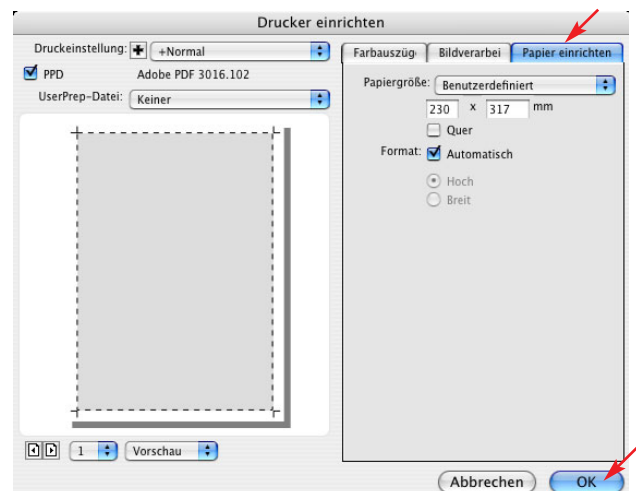 Drucker einrichten
Druckeinstellung: +Normal
PPD Adobe PDF 3016.102
UserPrep-Datei: Keiner
1 Vorschau
Farbauszüg Bildverarbei Papier einrichten
Papiergröße: Benutzerdefiniert
230 x 317 mm
Quer
Format: Automatisch
Hoch
Breit
Abbrechen OK